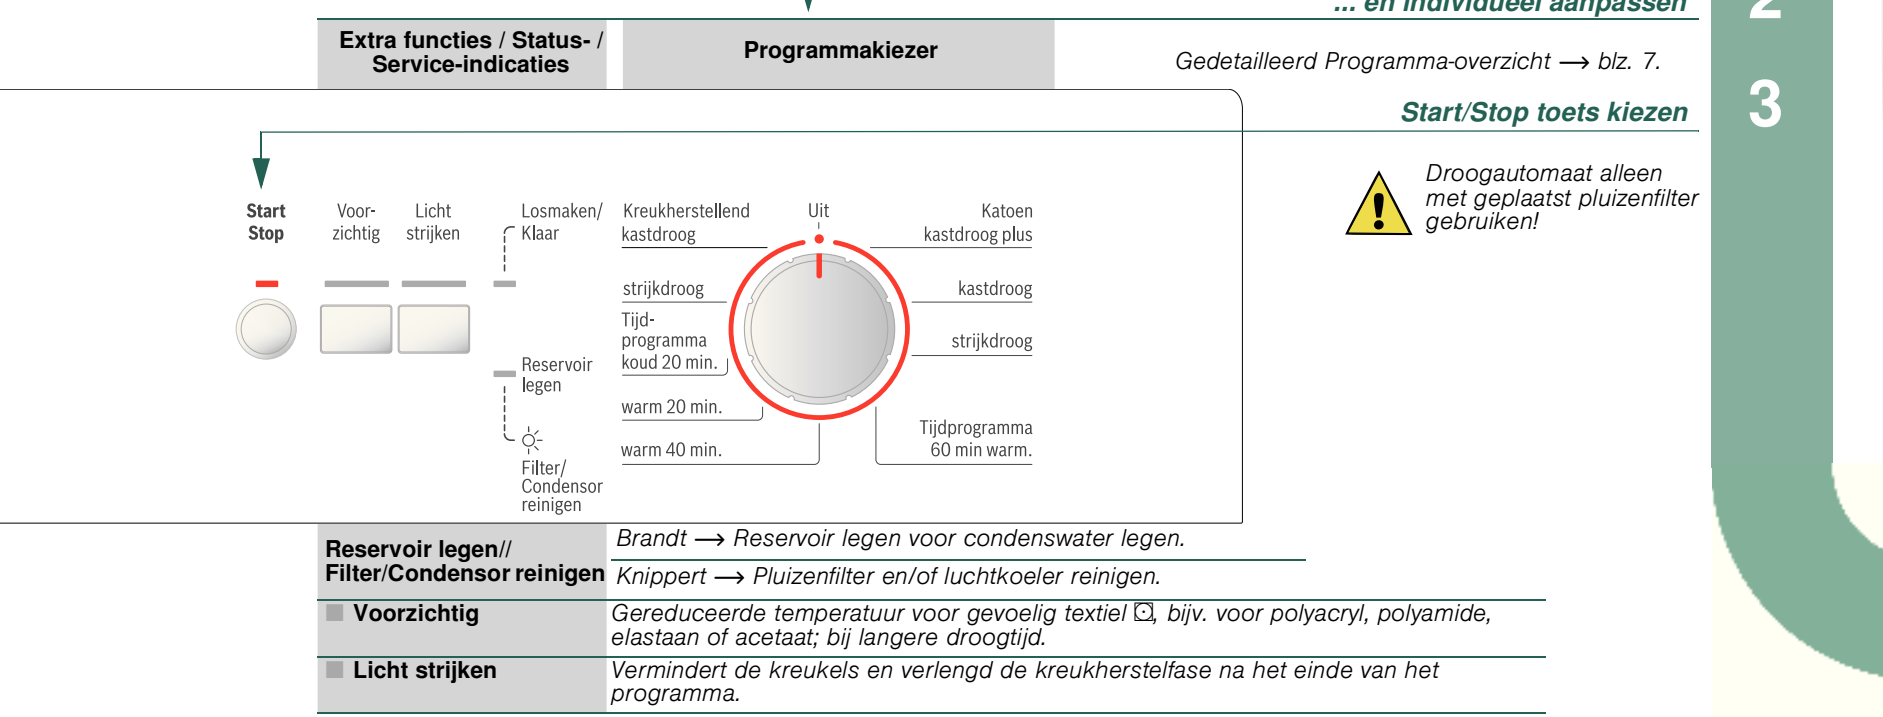 ... en individueel aanpassen
2
Extra functies / Status- /
Service-indicaties
Programmakiezer
Gedetailleerd Programma-overzicht → blz. 7.
Start/Stop toets kiezen
3
Droogautomaat alleen
met geplaatst pluizenfilter
gebruiken!
Start
Stop
Voor-
zichtig
Licht
strijken
Losmaken/
Klaar
Reservoir
legen
Filter/
Condensor
reinigen
Kreukherstellend
kastdroog
strijkdroog
Tijd-
programma
koud 20 min.
warm 20 min.
warm 40 min.
Uit
Katoen
kastdroog plus
kastdroog
strijkdroog
Tijdprogramma
60 min warm.
Reservoir legen//
Filter/Condensor reinigen
Brandt → Reservoir legen voor condenswater legen.
Knippert → Pluizenfilter en/of luchtkoeler reinigen.
Voorzichtig
Gereduceerde temperatuur voor gevoelig textiel, bijv. voor polyacryl, polyamide,
elastaan of acetaat; bij langere droogtijd.
Licht strijken
Vermindert de kreukels en verlengd de kreukherstelfase na het einde van het
programma.